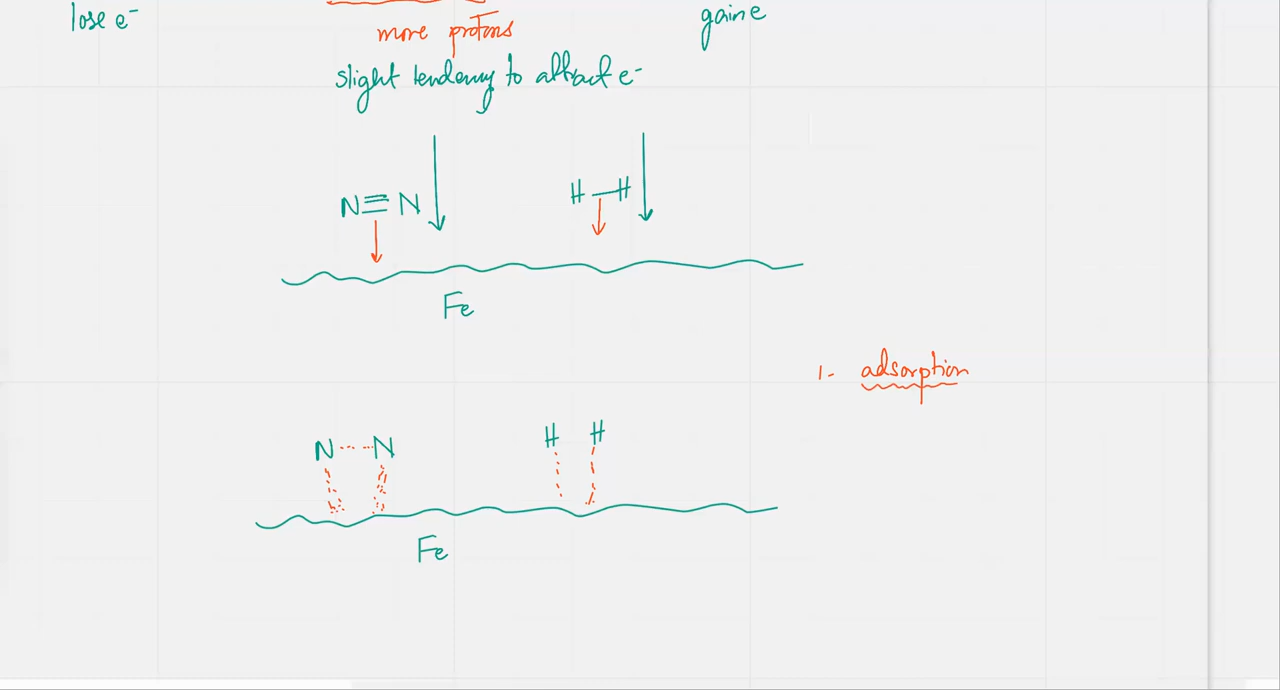 lose e⁻
more protons
gain e
slight tendency to attract e⁻
N≡N
H—H
Fe
1. adsorption
N---N
H H
Fe